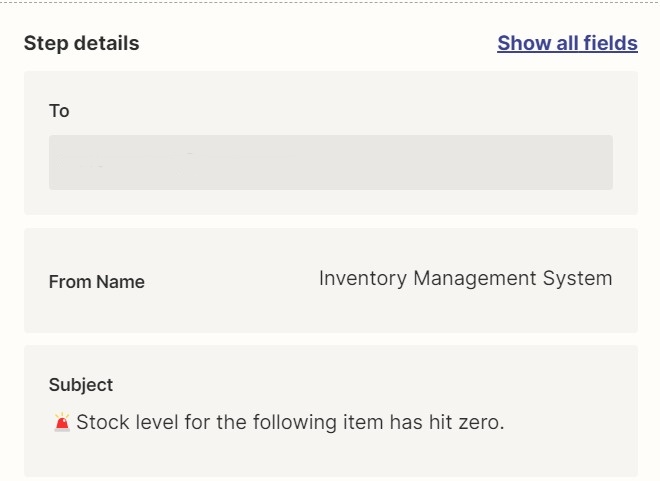 Step details
Show all fields
To
From Name
Inventory Management System
Subject
🚨 Stock level for the following item has hit zero.